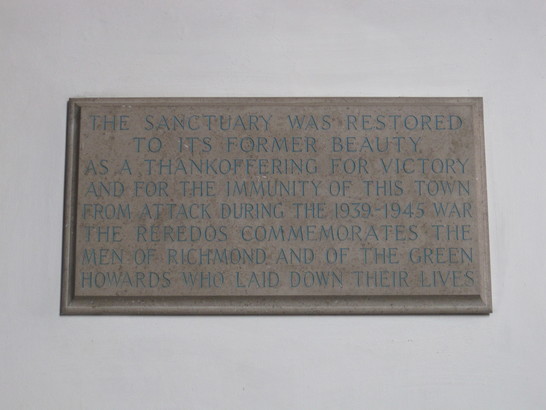 THE SANCTUARY WAS RESTORED
TO ITS FORMER BEAUTY
AS A THANKOFFERING FOR VICTORY
AND FOR THE IMMUNITY OF THIS TOWN
FROM ATTACK DURING THE 1939-1945 WAR
THE REREDOS COMMEMORATES THE
MEN OF RICHMOND AND OF THE GREEN
HOWARDS WHO LAID DOWN THEIR LIVES